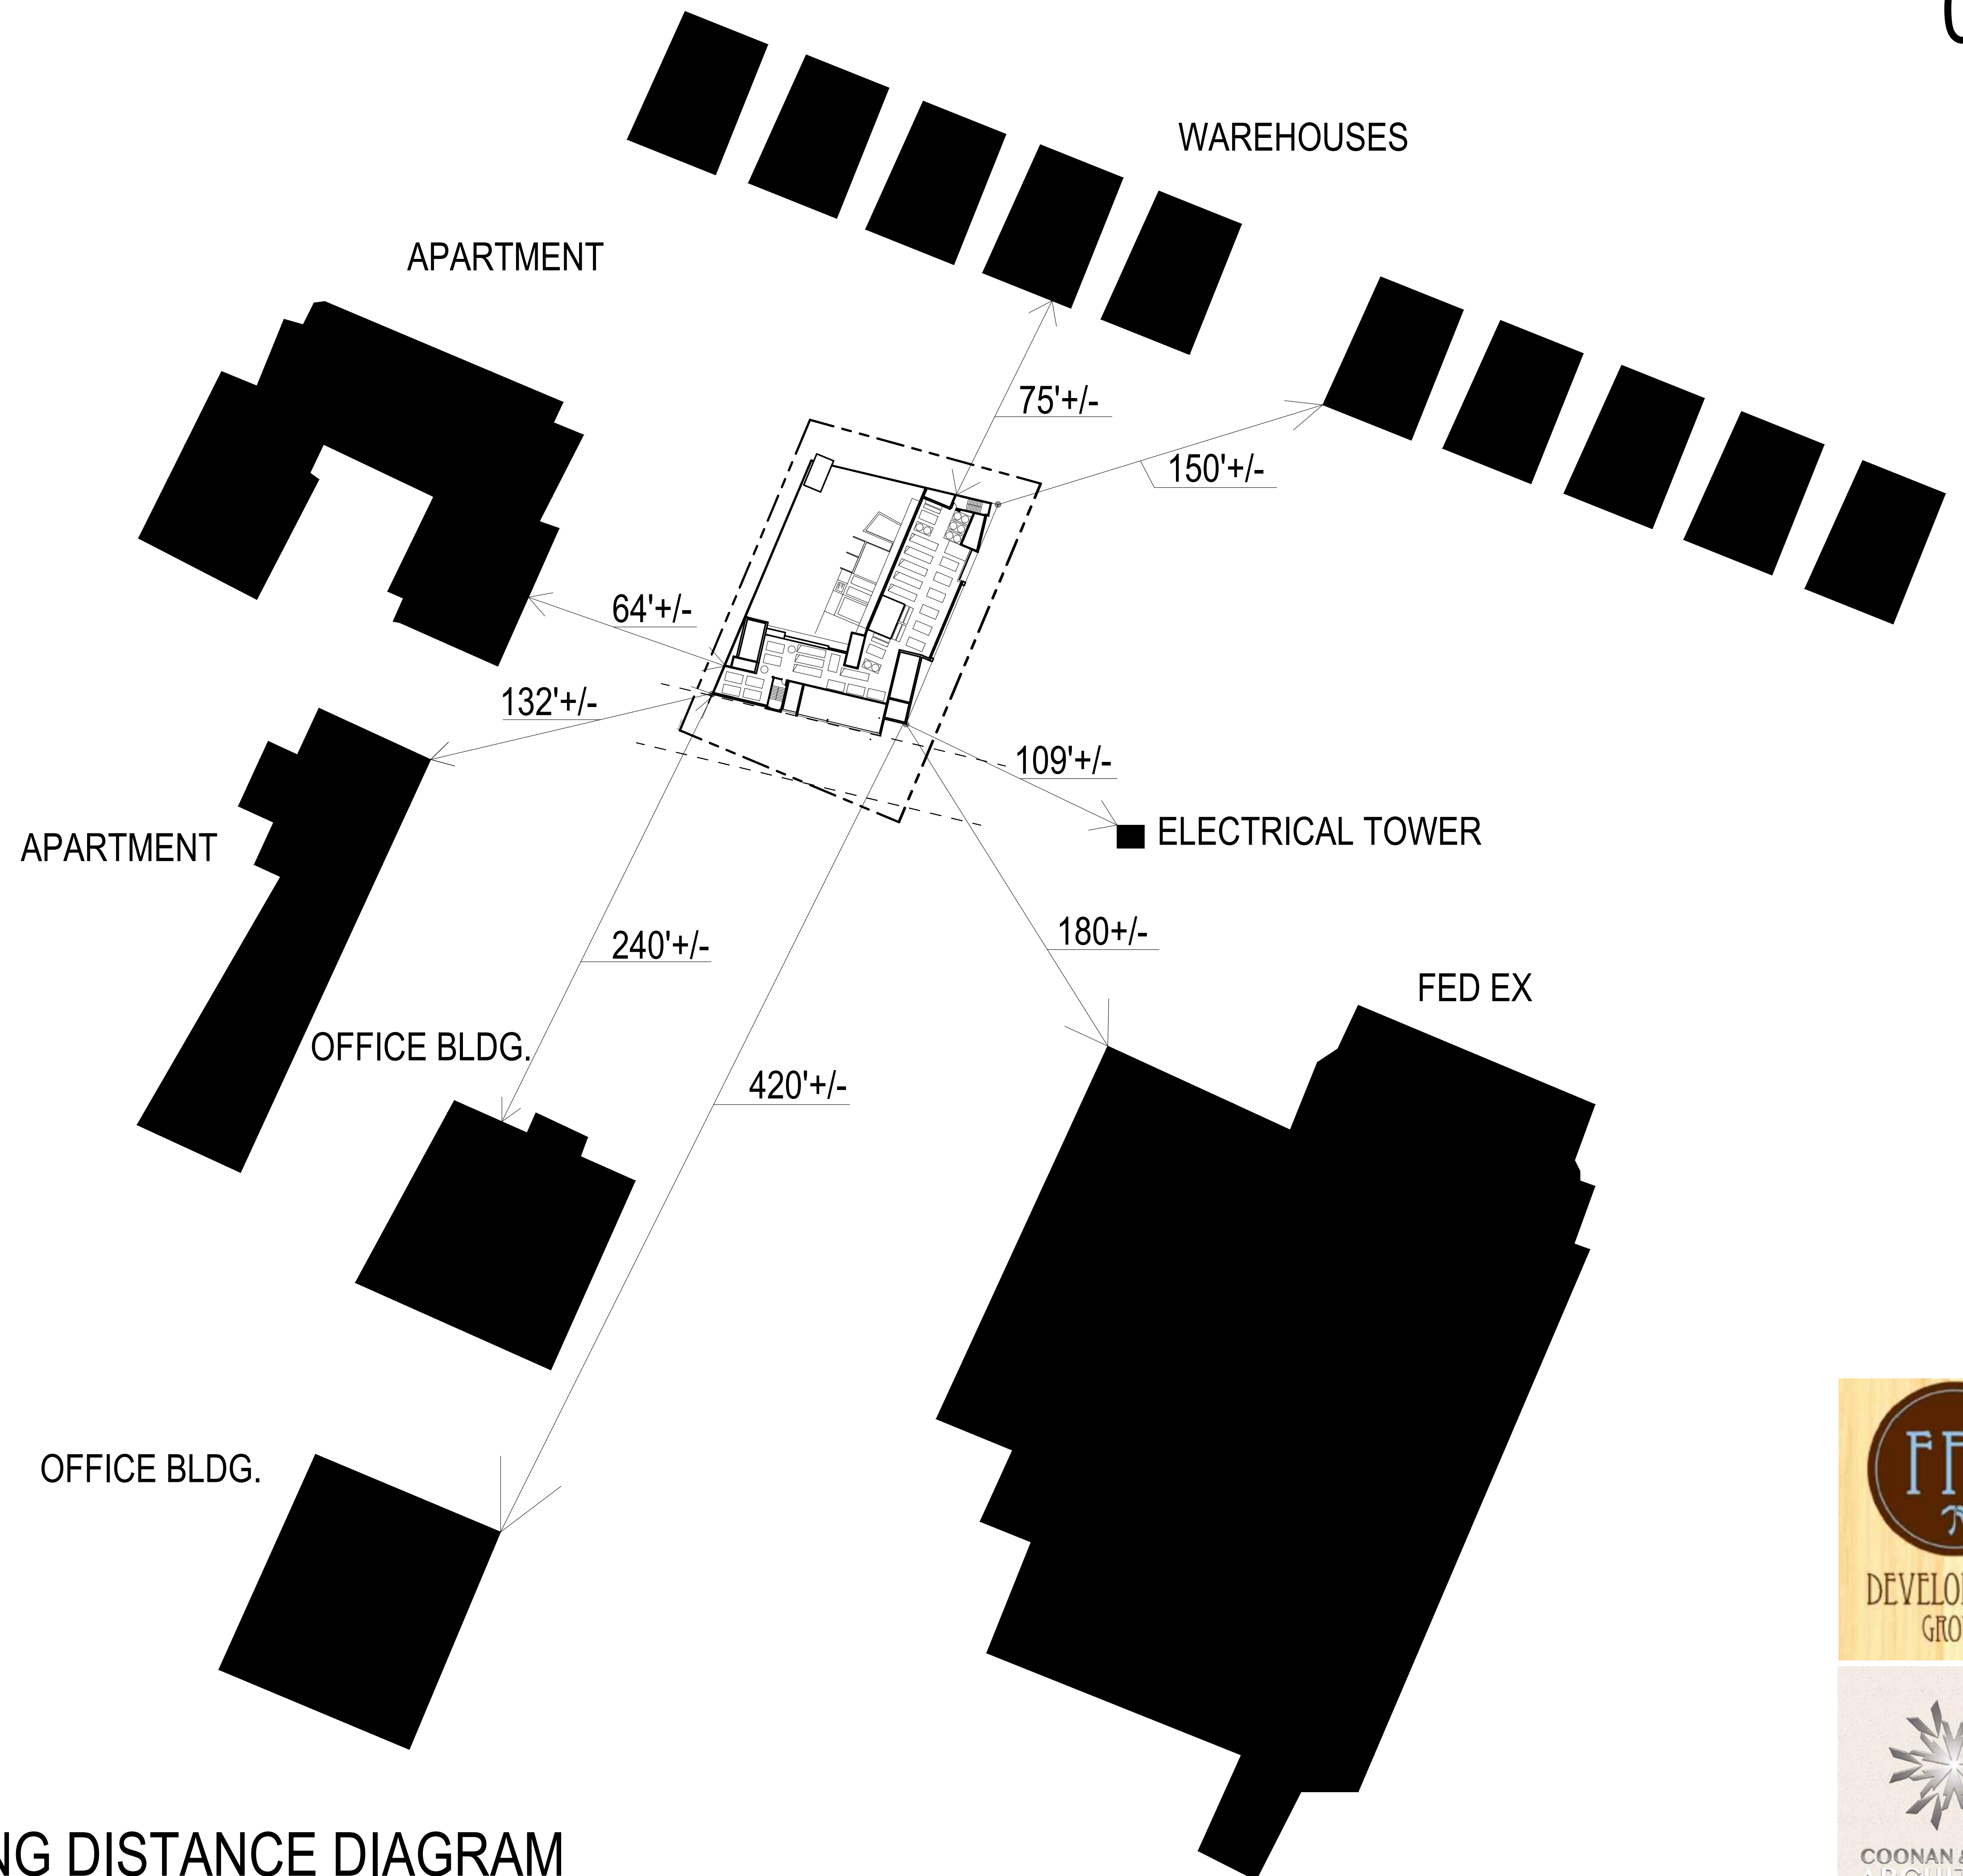 WAREHOUSES
APARTMENT
75'+/-
150'+/-
64'+/-
132'+/-
109'+/-
ELECTRICAL TOWER
APARTMENT
240'+/-
180+/-
FED EX
OFFICE BLDG.
420'+/-
OFFICE BLDG.
DISTANCE DIAGRAM
COONAN